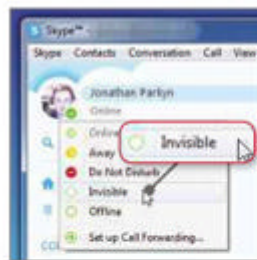 Skype™
Skype Contacts Conversation Call View
Jonathan Parkyn
Online
Online
Invisible
Away
Do Not Disturb
Invisible
Offline
Set up Call Forwarding...